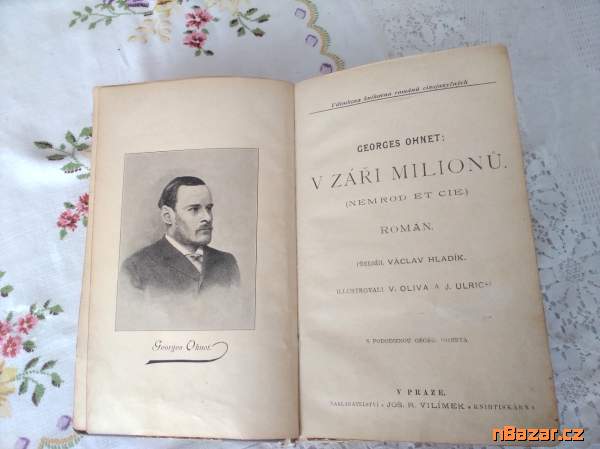 Georges Ohnet.
Vilímkova knihovna románů cizojazyčných
GEORGES OHNET:
V ZÁŘI MILIONŮ.
(NEMROD ET CIE.)
ROMÁN.
PŘELOŽIL VÁCLAV HLADÍK.
ILLUSTROVALI V. OLIVA A J. ULRICH
S PODOBIZNOU GEORG. OHNETA.
V PRAZE.
NAKLADATELSTVÍ • JOS. R. VILÍMEK • KNIHTISKÁRNA
nBazar.cz